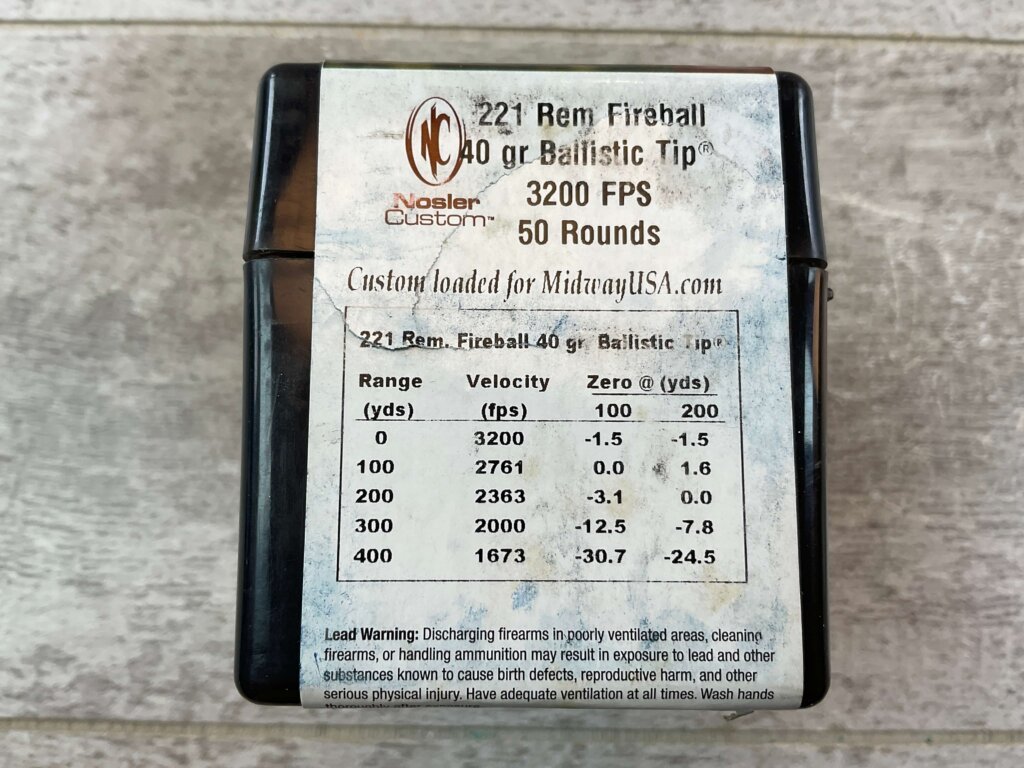 NC
Nosler
Custom™
221 Rem Fireball
40 gr Ballistic Tip®
3200 FPS
50 Rounds
Custom loaded for MidwayUSA.com
221 Rem. Fireball 40 gr. Ballistic Tip®
Range Velocity Zero @ (yds)
(yds) (fps) 100 200
0 3200 -1.5 -1.5
100 2761 0.0 1.6
200 2363 -3.1 0.0
300 2000 -12.5 -7.8
400 1673 -30.7 -24.5
Lead Warning: Discharging firearms in poorly ventilated areas, cleaning
firearms, or handling ammunition may result in exposure to lead and other
substances known to cause birth defects, reproductive harm, and other
serious physical injury. Have adequate ventilation at all times. Wash hands
thoroughly after exposure.